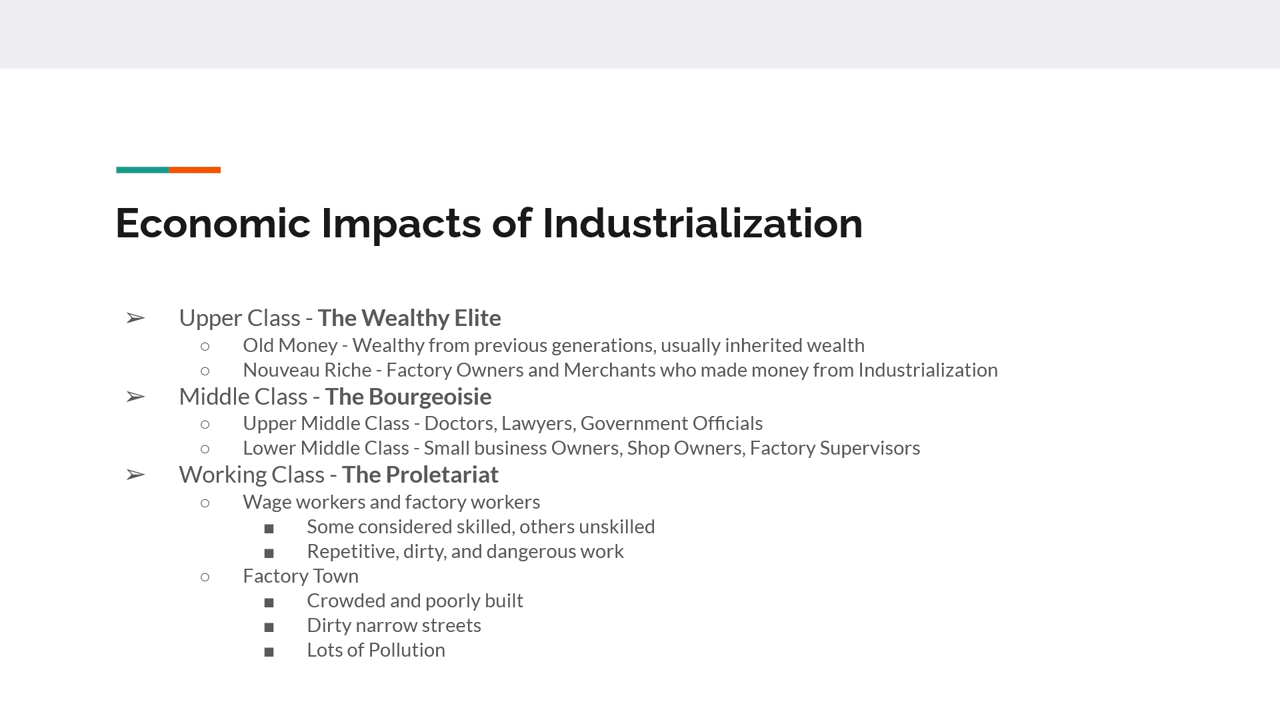 Economic Impacts of Industrialization
➢ Upper Class - The Wealthy Elite
○ Old Money - Wealthy from previous generations, usually inherited wealth
○ Nouveau Riche - Factory Owners and Merchants who made money from Industrialization
➢ Middle Class - The Bourgeoisie
○ Upper Middle Class - Doctors, Lawyers, Government Officials
○ Lower Middle Class - Small business Owners, Shop Owners, Factory Supervisors
➢ Working Class - The Proletariat
○ Wage workers and factory workers
■ Some considered skilled, others unskilled
■ Repetitive, dirty, and dangerous work
○ Factory Town
■ Crowded and poorly built
■ Dirty narrow streets
■ Lots of Pollution